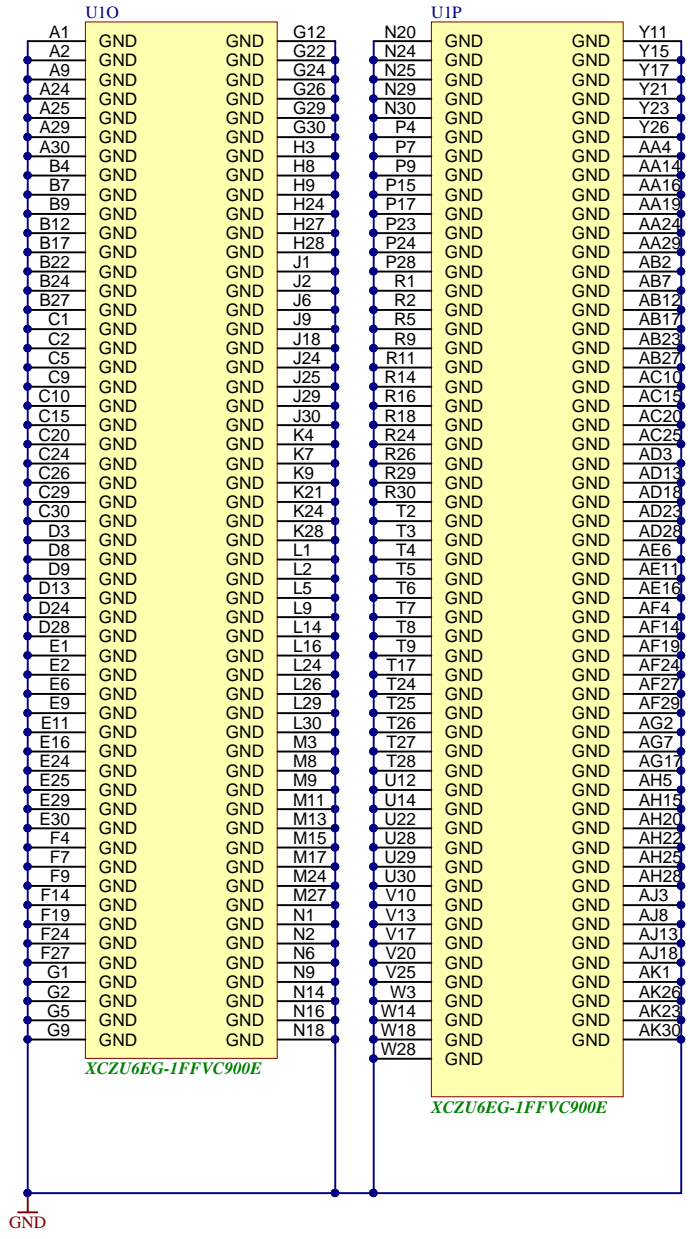 U1O
A1 GND GND G12
A2 GND GND G22
A9 GND GND G24
A24 GND GND G26
A25 GND GND G29
A29 GND GND G30
A30 GND GND H3
B4 GND GND H8
B7 GND GND H9
B9 GND GND H24
B12 GND GND H27
B17 GND GND H28
B22 GND GND J1
B24 GND GND J2
B27 GND GND J6
C1 GND GND J9
C2 GND GND J18
C5 GND GND J24
C9 GND GND J25
C10 GND GND J29
C15 GND GND J30
C20 GND GND K4
C24 GND GND K7
C26 GND GND K9
C29 GND GND K21
C30 GND GND K24
D3 GND GND K28
D8 GND GND L1
D9 GND GND L2
D13 GND GND L5
D24 GND GND L9
D28 GND GND L14
E1 GND GND L16
E2 GND GND L24
E6 GND GND L26
E9 GND GND L29
E11 GND GND L30
E16 GND GND M3
E24 GND GND M8
E25 GND GND M9
E29 GND GND M11
E30 GND GND M13
F4 GND GND M15
F7 GND GND M17
F9 GND GND M24
F14 GND GND M27
F19 GND GND N1
F24 GND GND N2
F27 GND GND N6
G1 GND GND N9
G2 GND GND N14
G5 GND GND N16
G9 GND GND N18
XCZU6EG-1FFVC900E
U1P
N20 GND GND Y11
N24 GND GND Y15
N25 GND GND Y17
N29 GND GND Y21
N30 GND GND Y23
P4 GND GND Y26
P7 GND GND AA4
P9 GND GND AA14
P15 GND GND AA16
P17 GND GND AA19
P23 GND GND AA24
P24 GND GND AA29
P28 GND GND AB2
R1 GND GND AB7
R2 GND GND AB12
R5 GND GND AB17
R9 GND GND AB23
R11 GND GND AB27
R14 GND GND AC10
R16 GND GND AC15
R18 GND GND AC20
R24 GND GND AC25
R26 GND GND AD3
R29 GND GND AD13
R30 GND GND AD18
T2 GND GND AD23
T3 GND GND AD28
T4 GND GND AE6
T5 GND GND AE11
T6 GND GND AE16
T7 GND GND AF4
T8 GND GND AF14
T9 GND GND AF19
T17 GND GND AF24
T24 GND GND AF27
T25 GND GND AF29
T26 GND GND AG2
T27 GND GND AG7
T28 GND GND AG17
U12 GND GND AH5
U14 GND GND AH15
U22 GND GND AH20
U28 GND GND AH22
U29 GND GND AH25
U30 GND GND AH28
V10 GND GND AJ3
V13 GND GND AJ8
V17 GND GND AJ13
V20 GND GND AJ18
V25 GND GND AK1
W3 GND GND AK26
W14 GND GND AK23
W18 GND GND AK30
W28 GND
XCZU6EG-1FFVC900E
GND